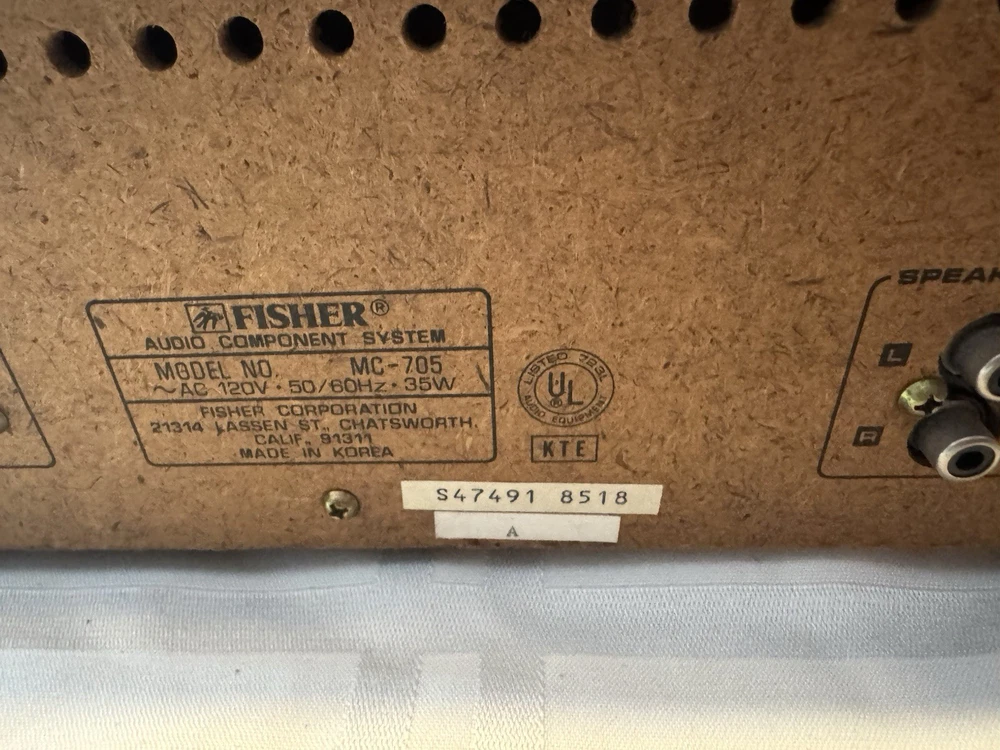 FISHER®
AUDIO COMPONENT SYSTEM
MODEL NO. MC-705
~AC 120V · 50/60Hz · 35W
FISHER CORPORATION
21314 LASSEN ST., CHATSWORTH,
CALIF. 91311
MADE IN KOREA
LISTED 723L
UL®
AUDIO EQUIPMENT
KTE
S47491 8518
A
SPEAK
L
R